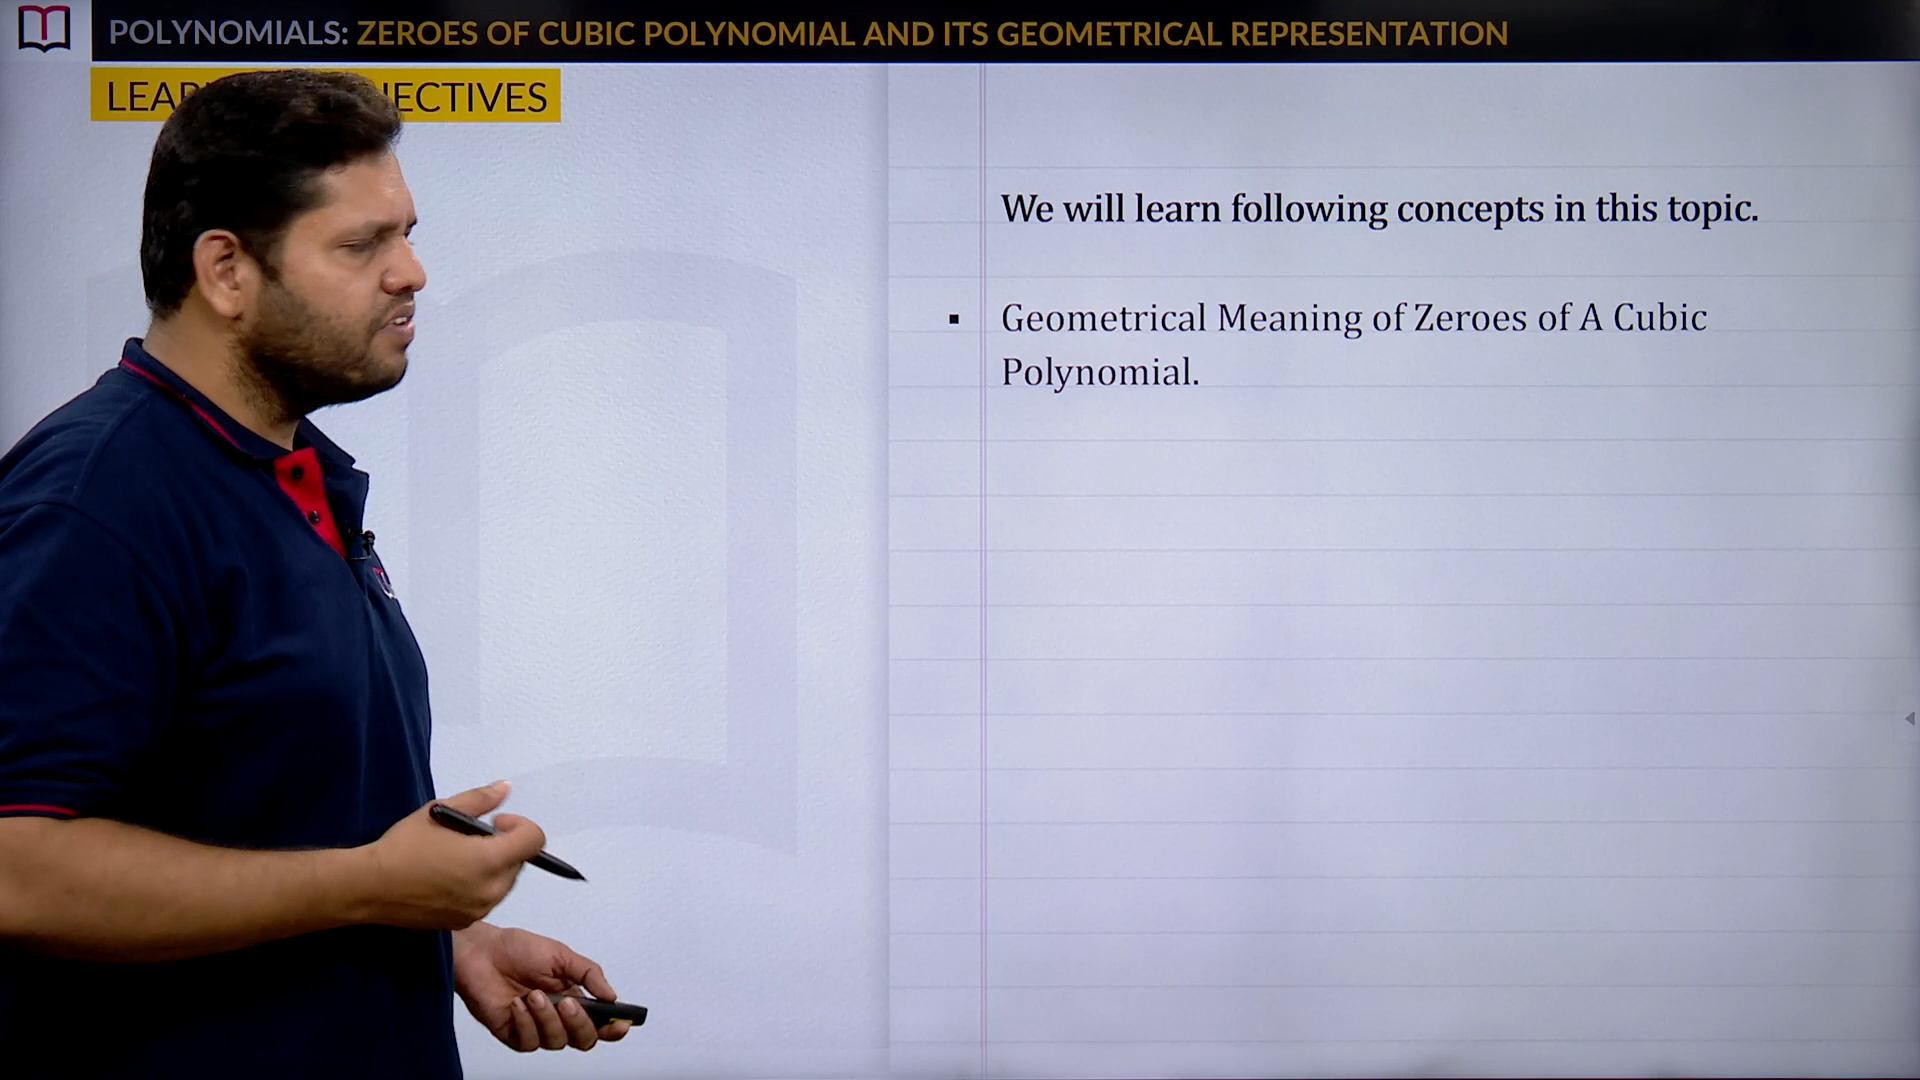 POLYNOMIALS: ZEROES OF CUBIC POLYNOMIAL AND ITS GEOMETRICAL REPRESENTATION
We will learn following concepts in this topic.
▪ Geometrical Meaning of Zeroes of A Cubic
Polynomial.